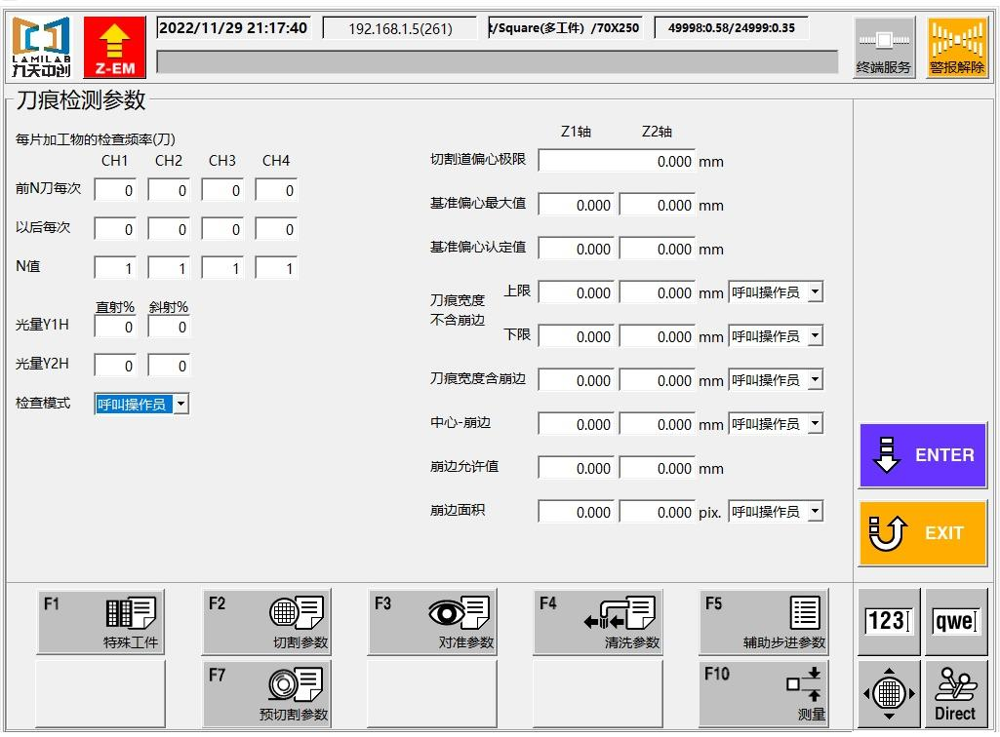 LAMILAB
九天中创
Z-EM
2022/11/29 21:17:40
192.168.1.5(261)
/Square(多工件) /70X250
49998:0.58/24999:0.35
终端服务
警报解除
刀痕检测参数
每片加工物的检查频率(刀)
CH1 CH2 CH3 CH4
前N刀每次 0 0 0 0
以后每次 0 0 0 0
N值 1 1 1 1
直射% 斜射%
光量Y1H 0 0
光量Y2H 0 0
检查模式 呼叫操作员
Z1轴 Z2轴
切割道偏心极限 0.000 mm
基准偏心最大值 0.000 0.000 mm
基准偏心认定值 0.000 0.000 mm
刀痕宽度
不含崩边
上限 0.000 0.000 mm 呼叫操作员
下限 0.000 0.000 mm 呼叫操作员
刀痕宽度含崩边 0.000 0.000 mm 呼叫操作员
中心-崩边 0.000 0.000 mm 呼叫操作员
崩边允许值 0.000 0.000 mm
崩边面积 0.000 0.000 pix. 呼叫操作员
ENTER
EXIT
F1 特殊工件
F2 切割参数
F3 对准参数
F4 清洗参数
F5 辅助步进参数
123
qwe
F7 预切割参数
F10 测量
Direct